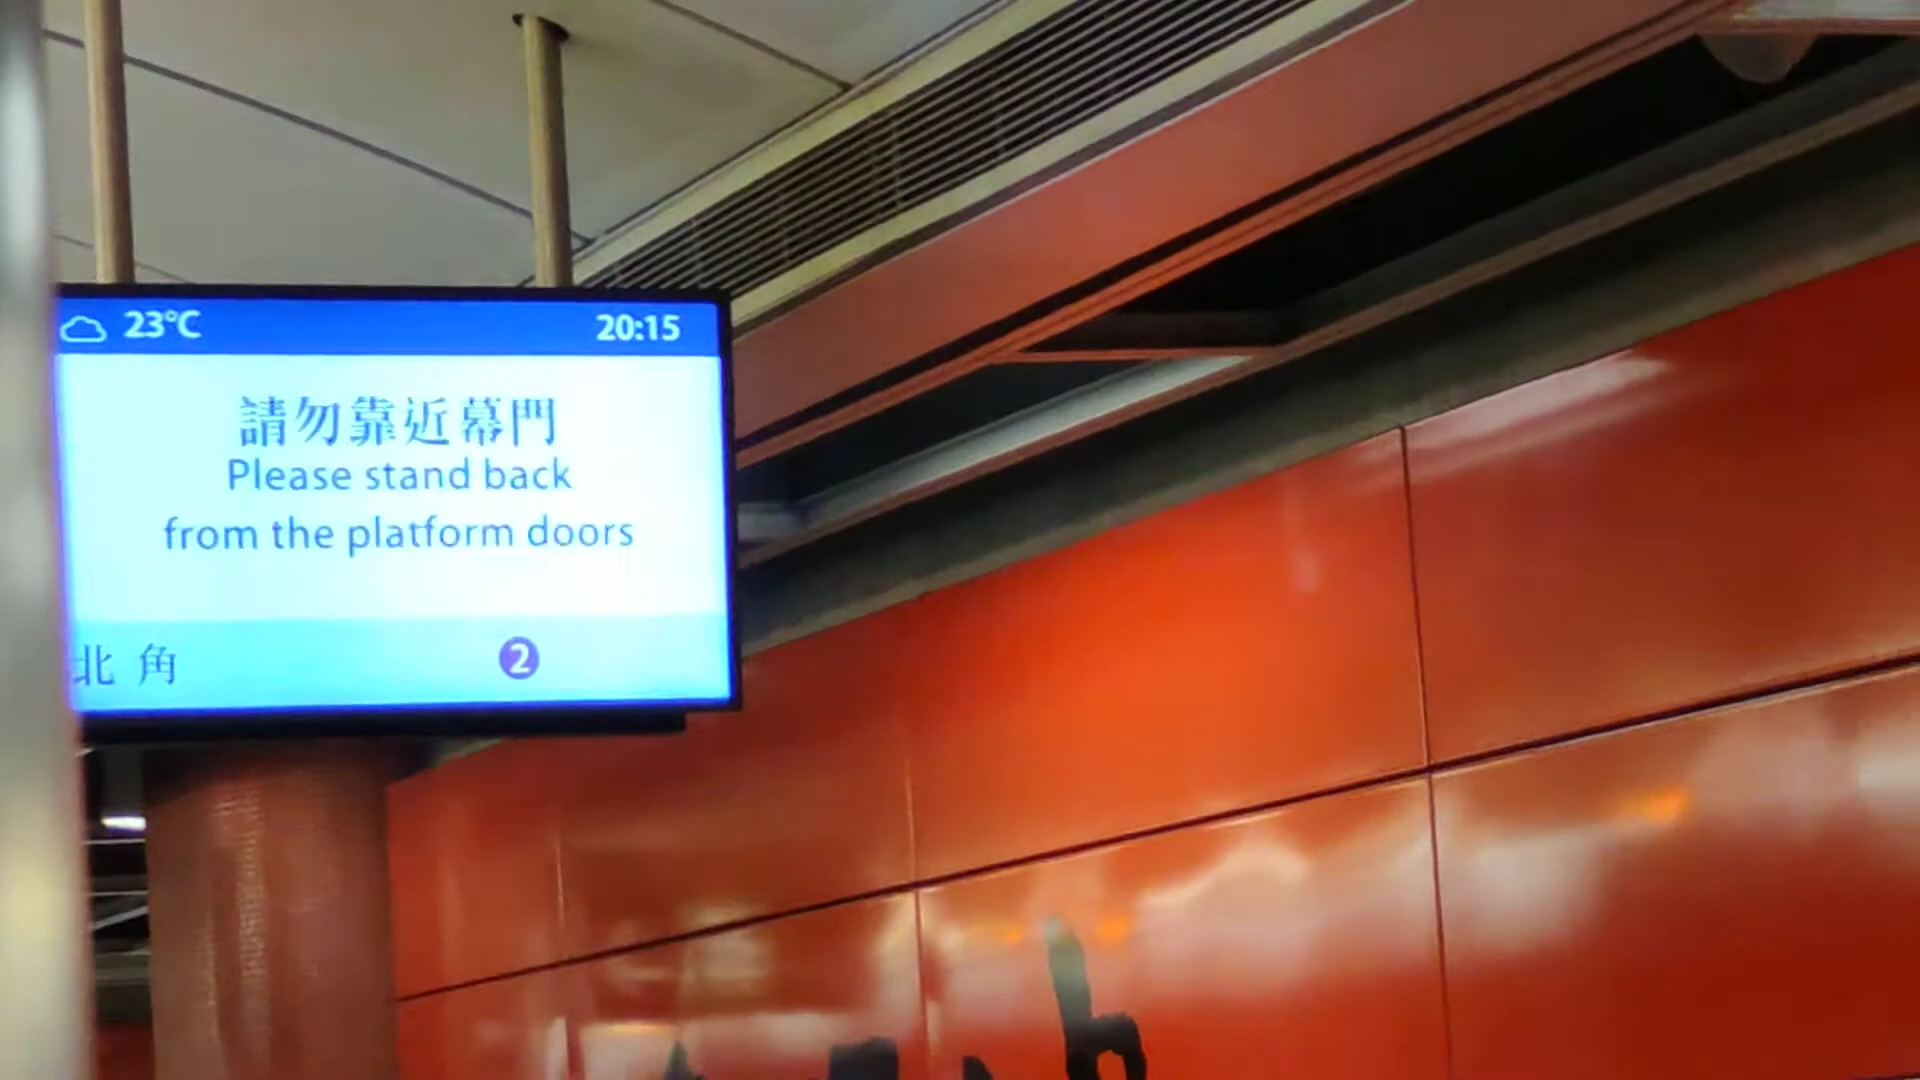 23°C
20:15
請勿靠近幕門
Please stand back
from the platform doors
北角
2